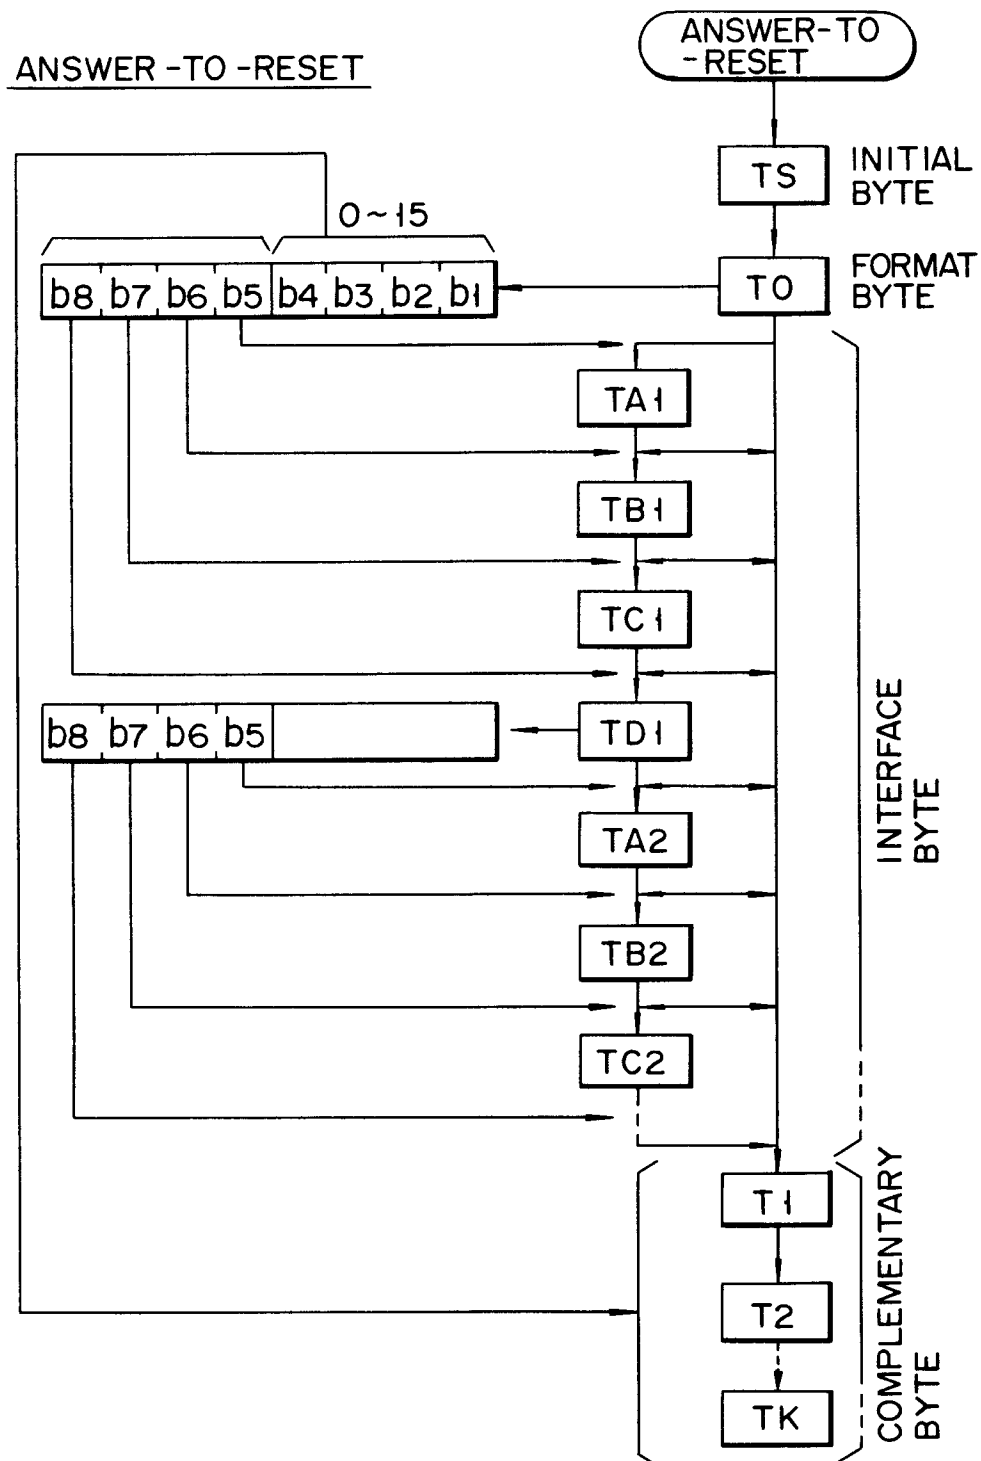 ANSWER-TO-RESET
ANSWER-TO
-RESET
TS
INITIAL
BYTE
0~15
b8 b7 b6 b5 b4 b3 b2 b1
T0
FORMAT
BYTE
TA1
TB1
TC1
b8 b7 b6 b5
TD1
TA2
TB2
TC2
INTERFACE
BYTE
T1
T2
TK
COMPLEMENTARY
BYTE